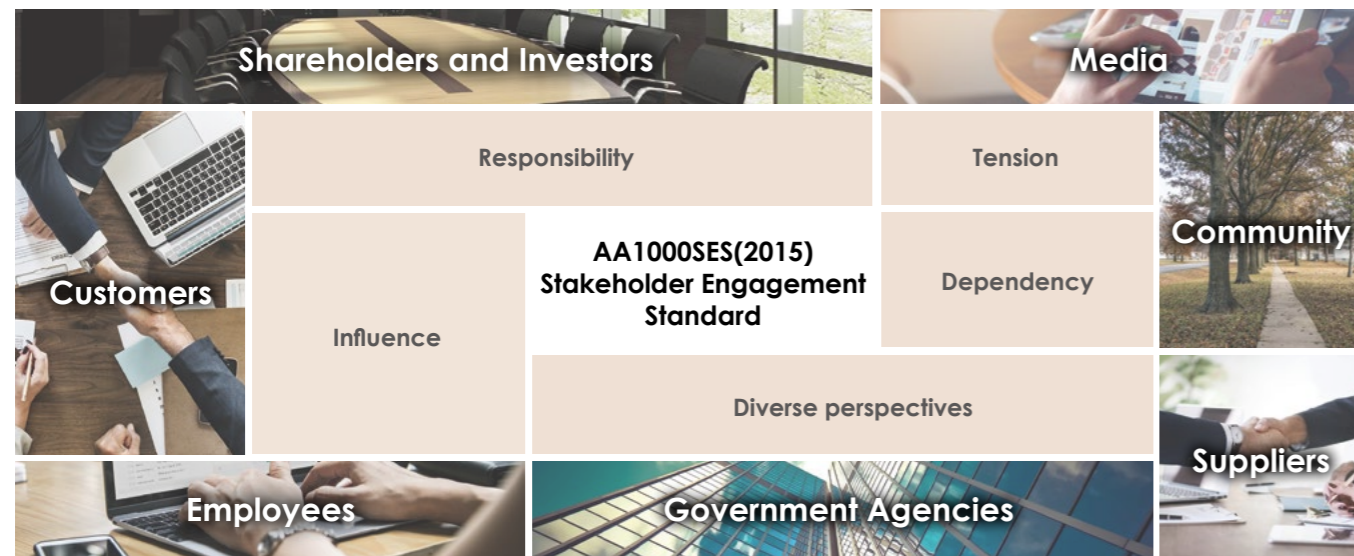 Shareholders and Investors
Media
Responsibility
Tension
Community
Customers
Influence
AA1000SES(2015)
Stakeholder Engagement
Standard
Dependency
Diverse perspectives
Suppliers
Employees
Government Agencies